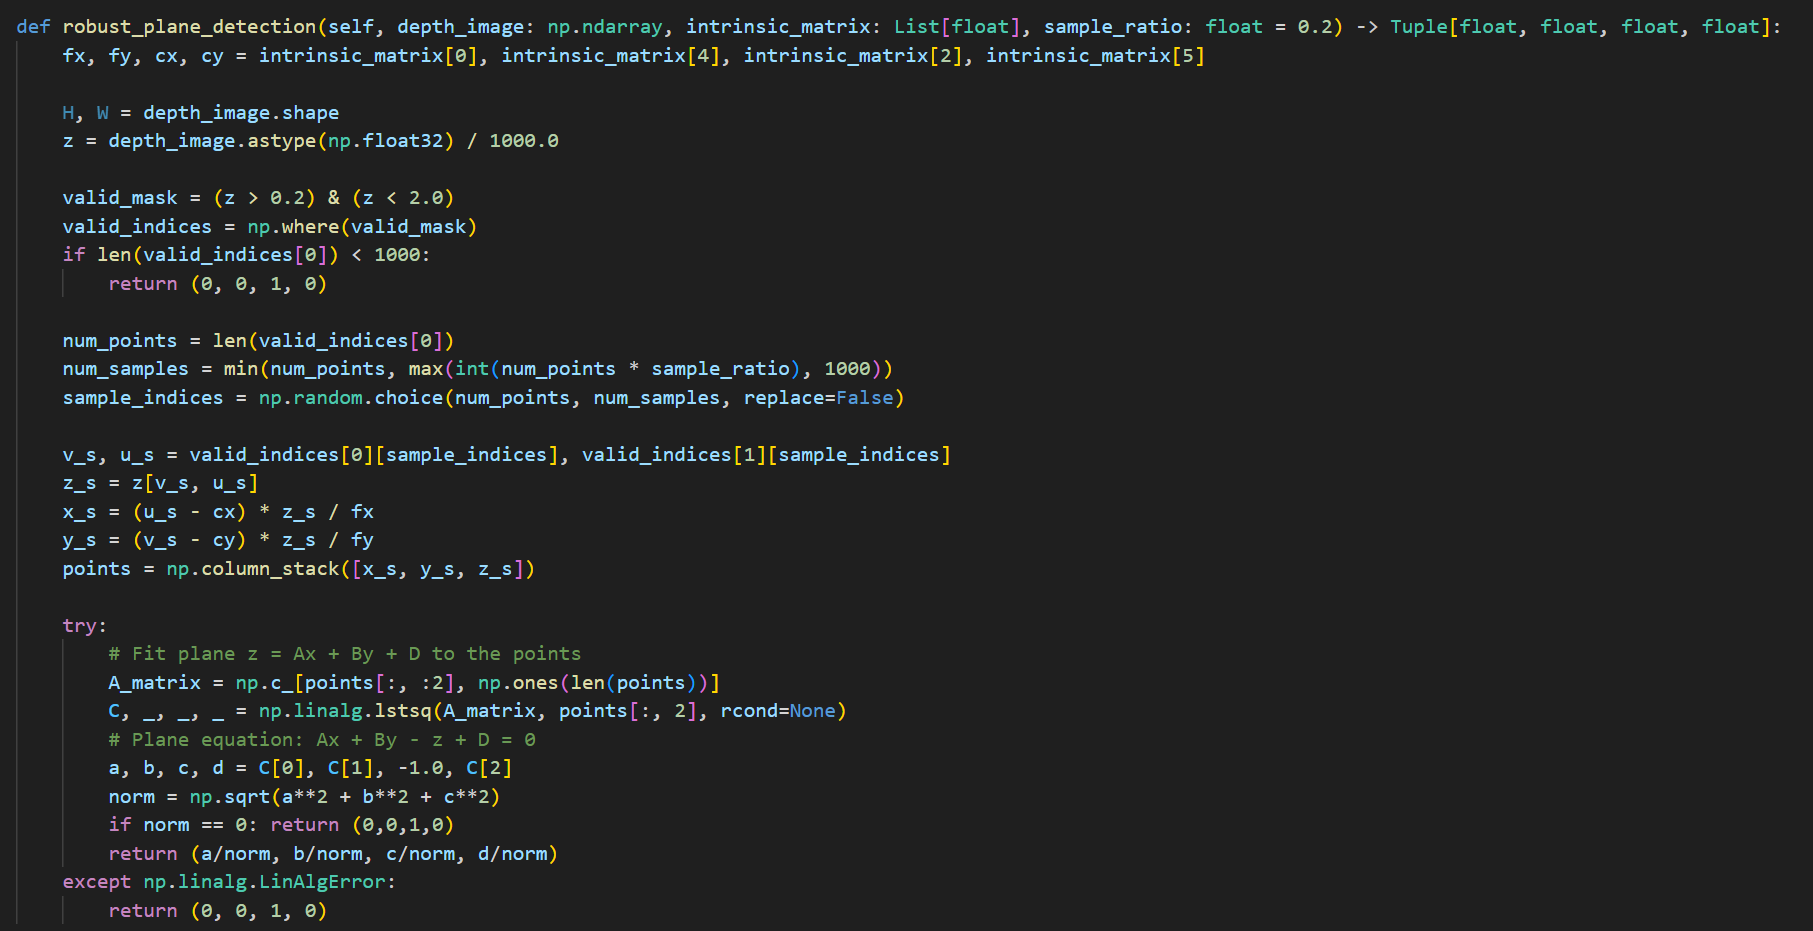 def robust_plane_detection(self, depth_image: np.ndarray, intrinsic_matrix: List[float], sample_ratio: float = 0.2) -> Tuple[float, float, float, float]:
    fx, fy, cx, cy = intrinsic_matrix[0], intrinsic_matrix[4], intrinsic_matrix[2], intrinsic_matrix[5]

    H, W = depth_image.shape
    z = depth_image.astype(np.float32) / 1000.0

    valid_mask = (z > 0.2) & (z < 2.0)
    valid_indices = np.where(valid_mask)
    if len(valid_indices[0]) < 1000:
        return (0, 0, 1, 0)

    num_points = len(valid_indices[0])
    num_samples = min(num_points, max(int(num_points * sample_ratio), 1000))
    sample_indices = np.random.choice(num_points, num_samples, replace=False)

    v_s, u_s = valid_indices[0][sample_indices], valid_indices[1][sample_indices]
    z_s = z[v_s, u_s]
    x_s = (u_s - cx) * z_s / fx
    y_s = (v_s - cy) * z_s / fy
    points = np.column_stack([x_s, y_s, z_s])

    try:
        # Fit plane z = Ax + By + D to the points
        A_matrix = np.c_[points[:, :2], np.ones(len(points))]
        C, _, _, _ = np.linalg.lstsq(A_matrix, points[:, 2], rcond=None)
        # Plane equation: Ax + By - z + D = 0
        a, b, c, d = C[0], C[1], -1.0, C[2]
        norm = np.sqrt(a**2 + b**2 + c**2)
        if norm == 0: return (0,0,1,0)
        return (a/norm, b/norm, c/norm, d/norm)
    except np.linalg.LinAlgError:
        return (0, 0, 1, 0)